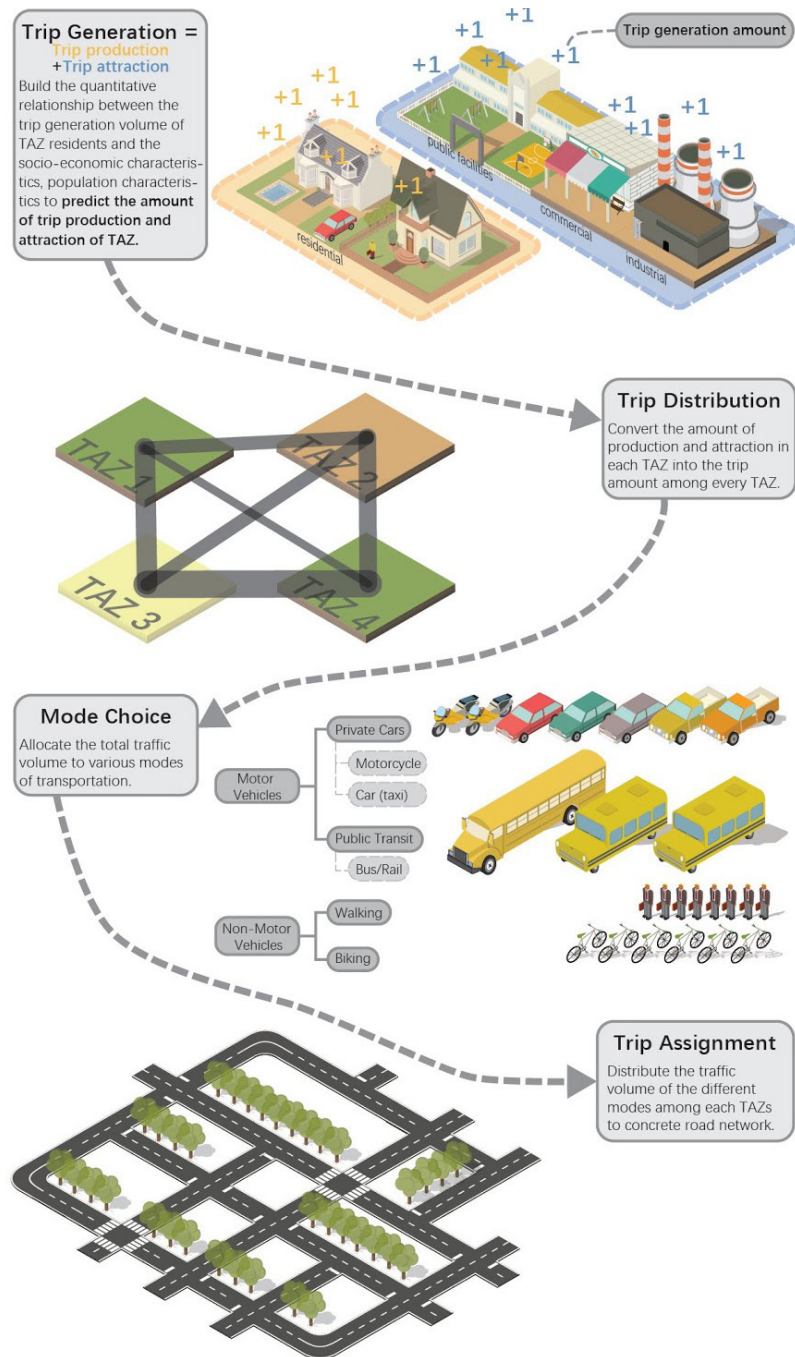 Trip Generation =
Trip production
+Trip attraction
Build the quantitative
relationship between the
trip generation volume of
TAZ residents and the
socio-economic characteris-
tics, population characteris-
tics to predict the amount
of trip production and
attraction of TAZ.
+1
+1
+1
+1
+1
+1
+1
residential
+1
+1
+1
+1
+1
+1
+1
+1
+1
public facilities
commercial
industrial
Trip generation amount
TAZ 1
TAZ 2
TAZ 3
TAZ 4
Trip Distribution
Convert the amount of
production and attraction in
each TAZ into the trip
amount among every TAZ.
Mode Choice
Allocate the total traffic
volume to various modes
of transportation.
Motor
Vehicles
Private Cars
Motorcycle
Car (taxi)
Public Transit
Bus/Rail
Non-Motor
Vehicles
Walking
Biking
Trip Assignment
Distribute the traffic
volume of the different
modes among each TAZs
to concrete road network.